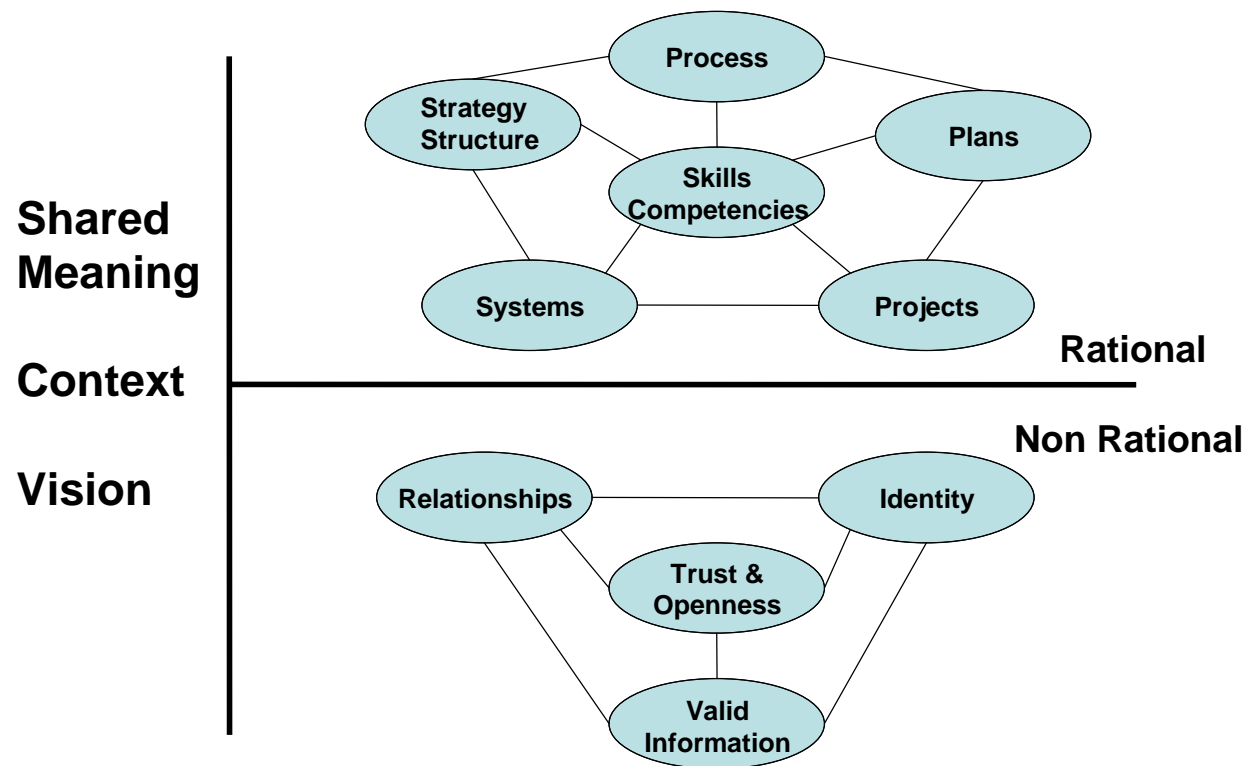 Process
Strategy
Structure
Plans
Skills
Competencies
Systems
Projects
Shared
Meaning
Context
Vision
Rational
Non Rational
Relationships
Identity
Trust &
Openness
Valid
Information